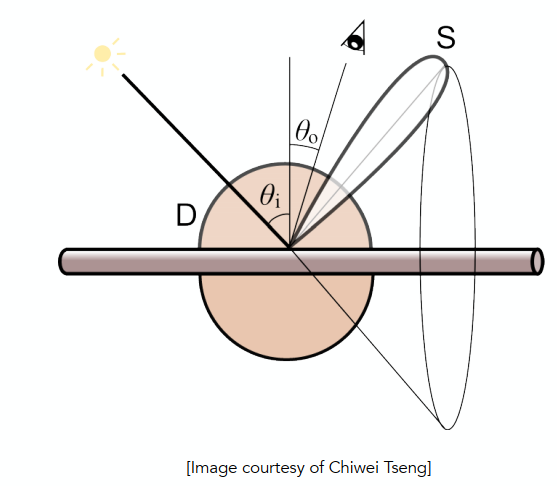 S
θo
θi
D
[Image courtesy of Chiwei Tseng]